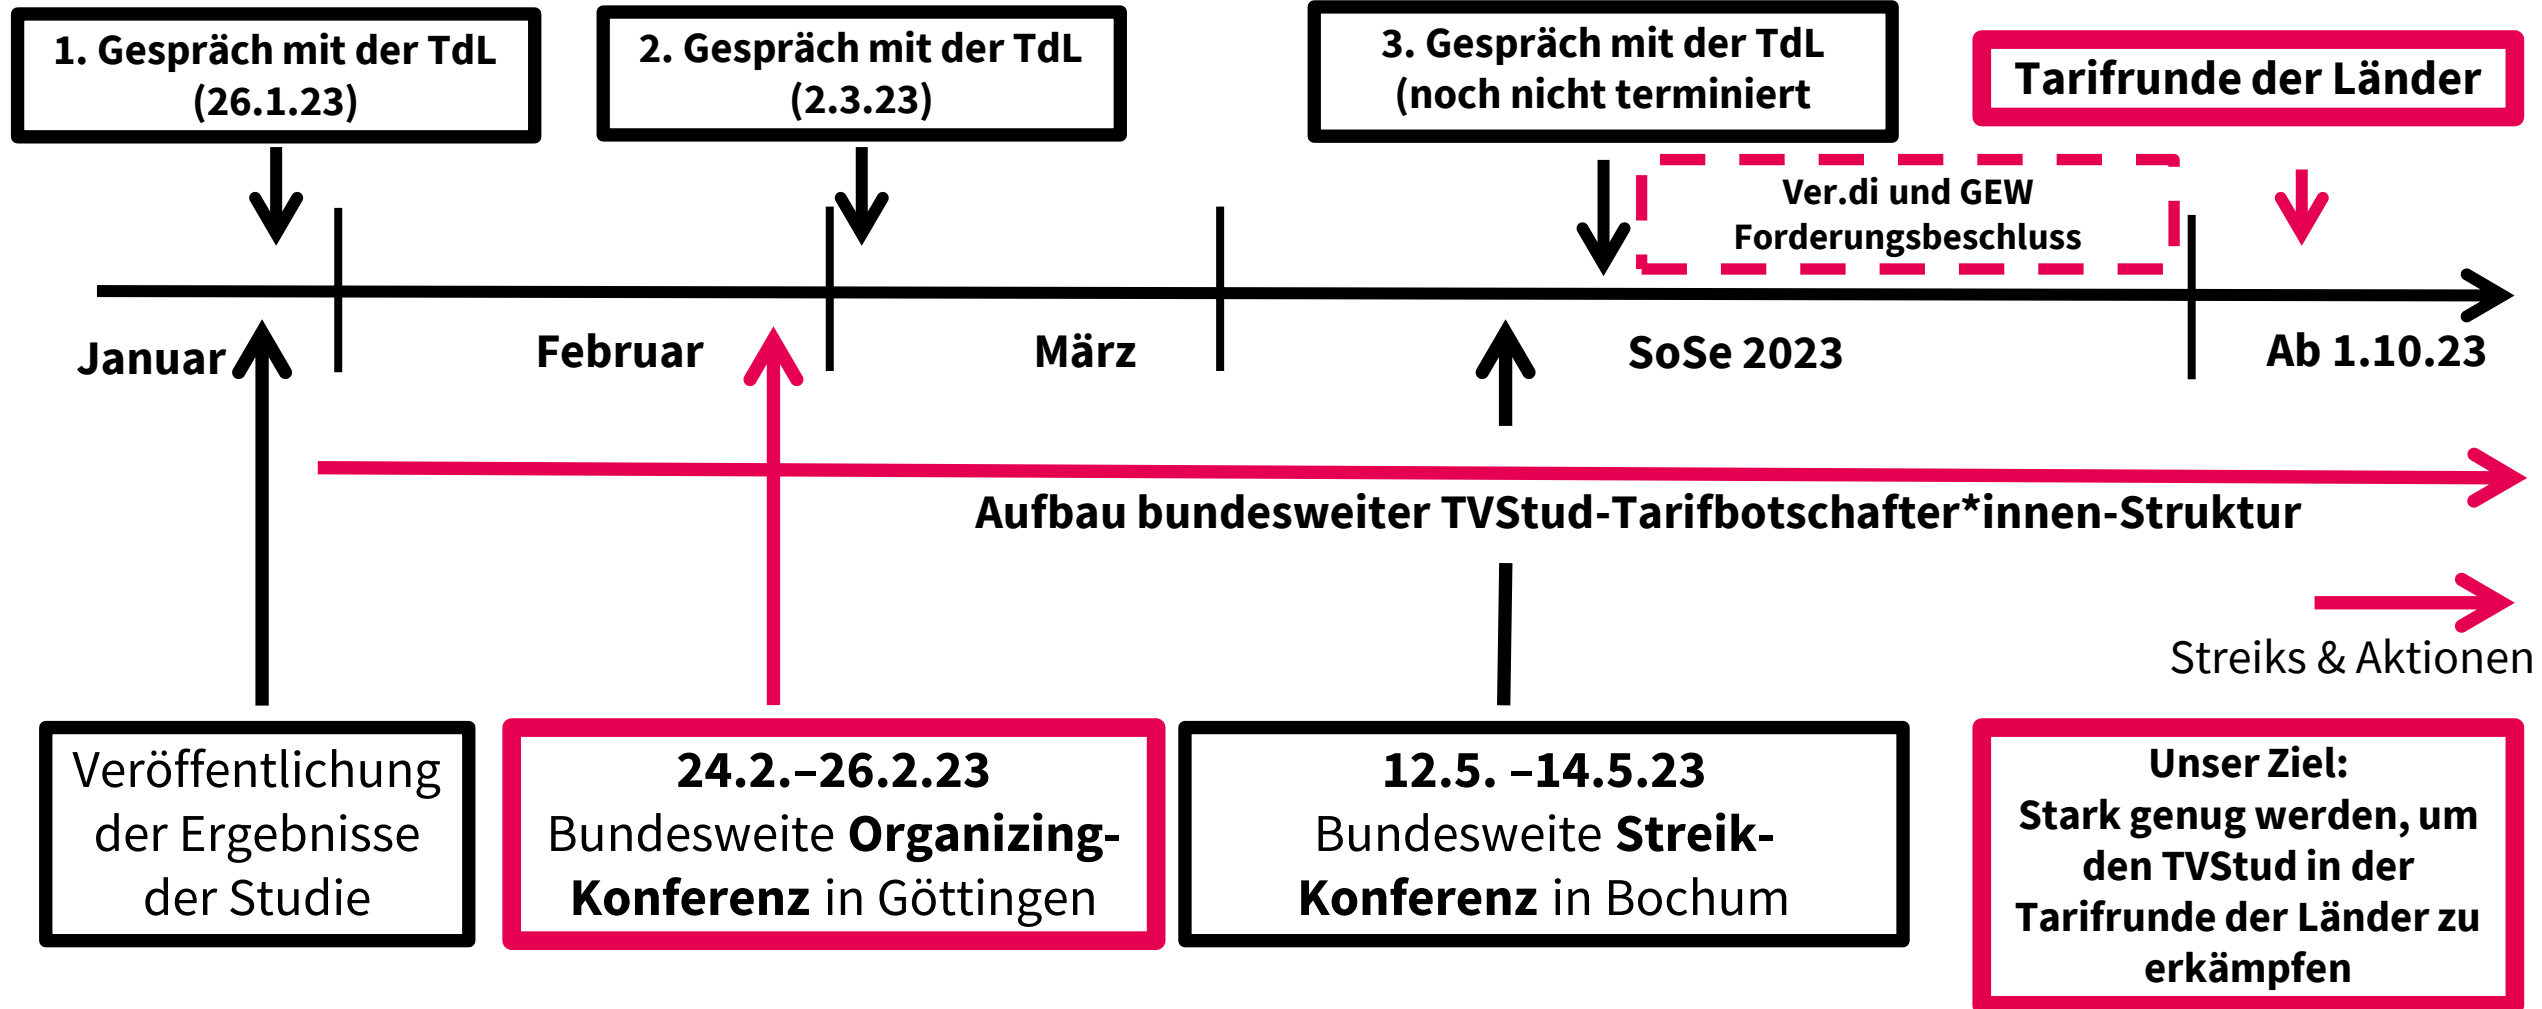 1. Gespräch mit der TdL
(26.1.23)
2. Gespräch mit der TdL
(2.3.23)
3. Gespräch mit der TdL
(noch nicht terminiert
Tarifrunde der Länder
Ver.di und GEW
Forderungsbeschluss
Januar
Februar
März
SoSe 2023
Ab 1.10.23
Aufbau bundesweiter TVStud-Tarifbotschafter*innen-Struktur
Streiks & Aktionen
Veröffentlichung
der Ergebnisse
der Studie
24.2.–26.2.23
Bundesweite Organizing-
Konferenz in Göttingen
12.5. –14.5.23
Bundesweite Streik-
Konferenz in Bochum
Unser Ziel:
Stark genug werden, um
den TVStud in der
Tarifrunde der Länder zu
erkämpfen